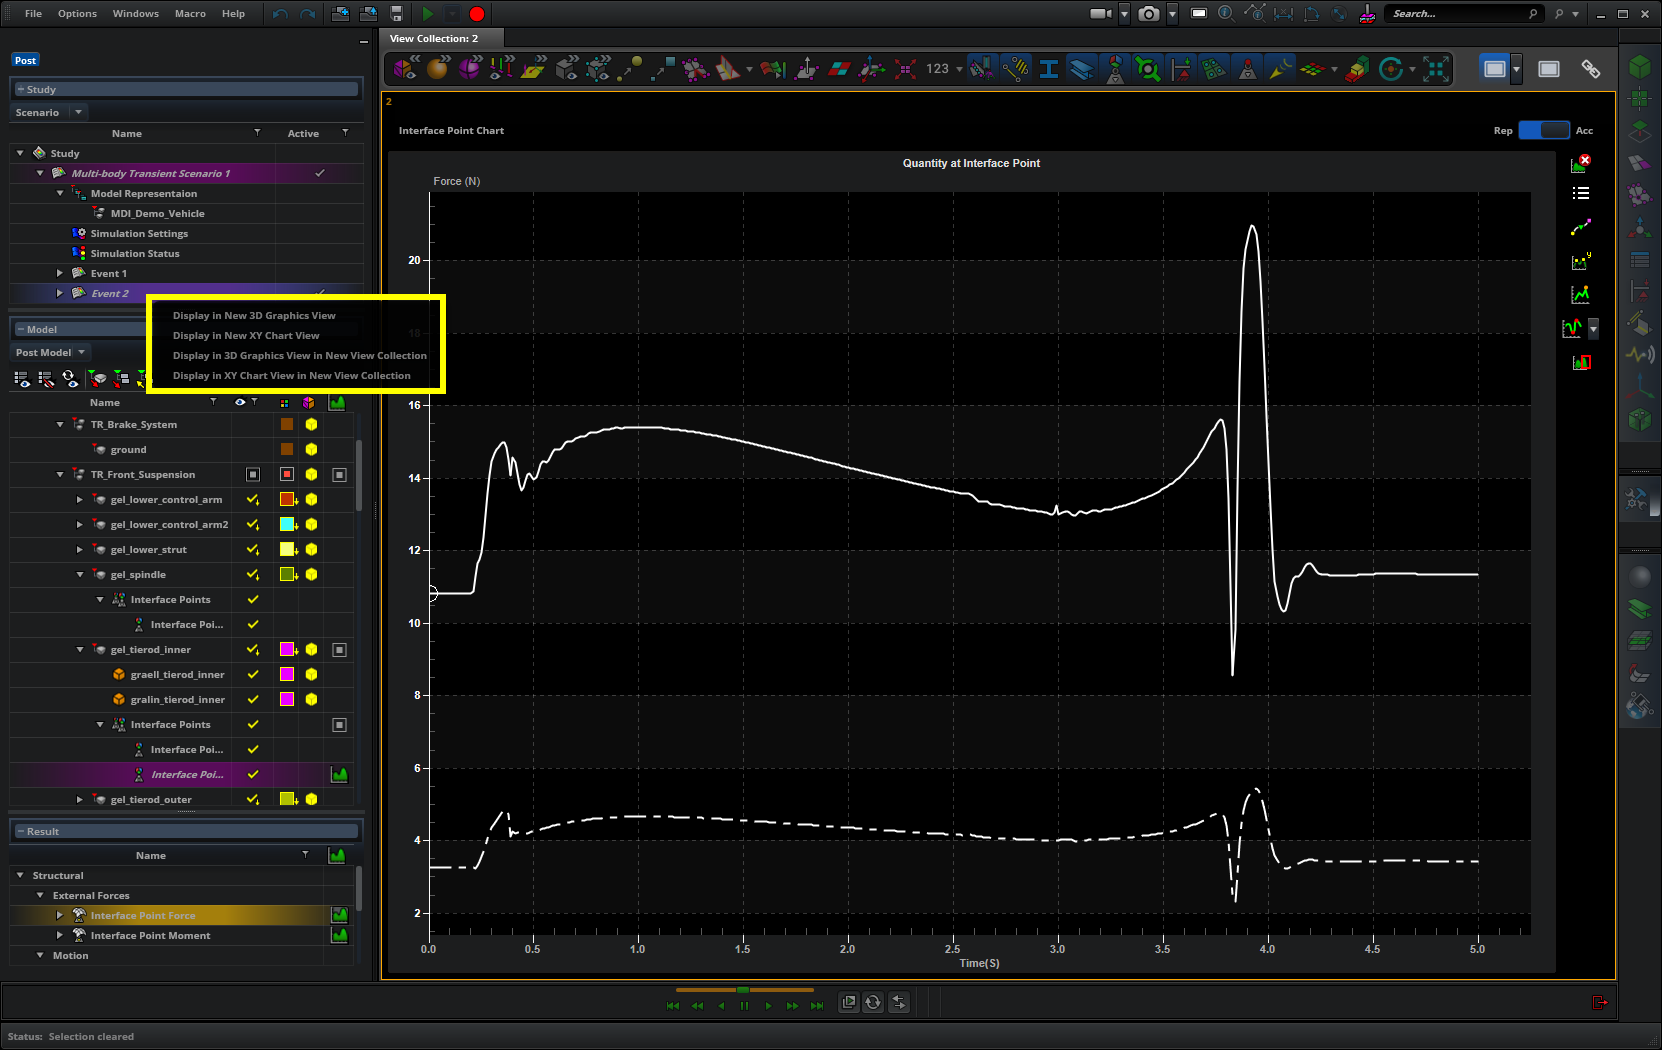 File Options Windows Macro Help Search...
View Collection: 2
Post
Study
Scenario
Name Active
Study
Multi-body Transient Scenario 1
Model Representaion
MDI_Demo_Vehicle
Simulation Settings
Simulation Status
Event 1
Event 2
Display in New 3D Graphics View
Display in New XY Chart View
Display in 3D Graphics View in New View Collection
Display in XY Chart View in New View Collection
Model
Post Model
Name
TR_Brake_System
ground
TR_Front_Suspension
gel_lower_control_arm
gel_lower_control_arm2
gel_lower_strut
gel_spindle
Interface Points
Interface Poi...
gel_tierod_inner
graell_tierod_inner
gralin_tierod_inner
Interface Points
Interface Poi...
Interface Poi...
gel_tierod_outer
Result
Name
Structural
External Forces
Interface Point Force
Interface Point Moment
Motion
123
2
Interface Point Chart
Rep Acc
Quantity at Interface Point
Force (N)
20
18
16
14
12
10
8
6
4
2
0.0 0.5 1.0 1.5 2.0 2.5 3.0 3.5 4.0 4.5 5.0
Time(S)
Status: Selection cleared